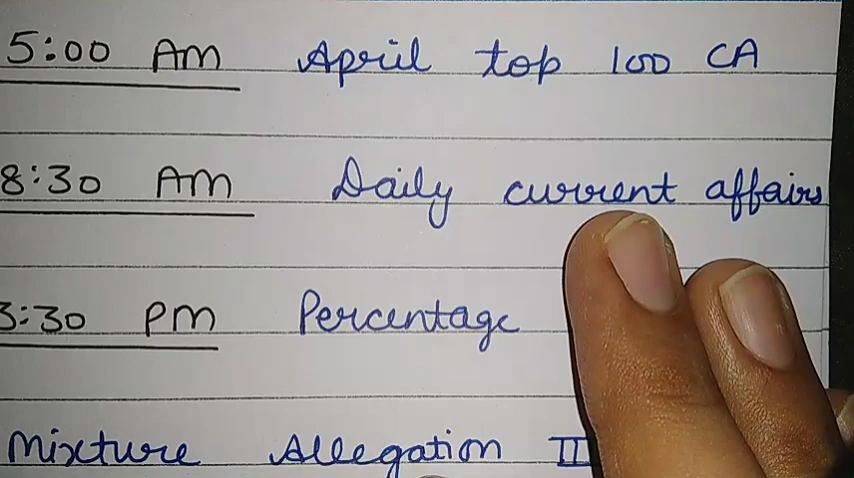 5:00 AM April top 100 CA
8:30 AM Daily current affairs
3:30 PM Percentage
Mixture Allegation II